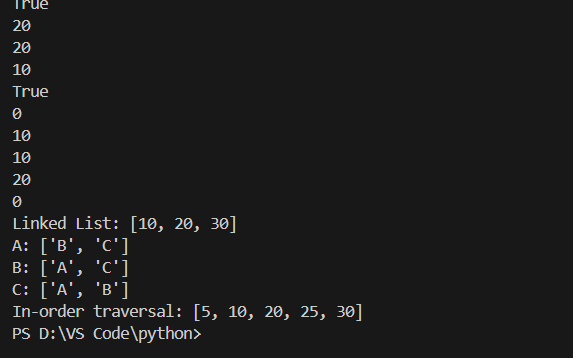 True
20
20
10
True
0
10
10
20
0
Linked List: [10, 20, 30]
A: ['B', 'C']
B: ['A', 'C']
C: ['A', 'B']
In-order traversal: [5, 10, 20, 25, 30]
PS D:\VS Code\python>